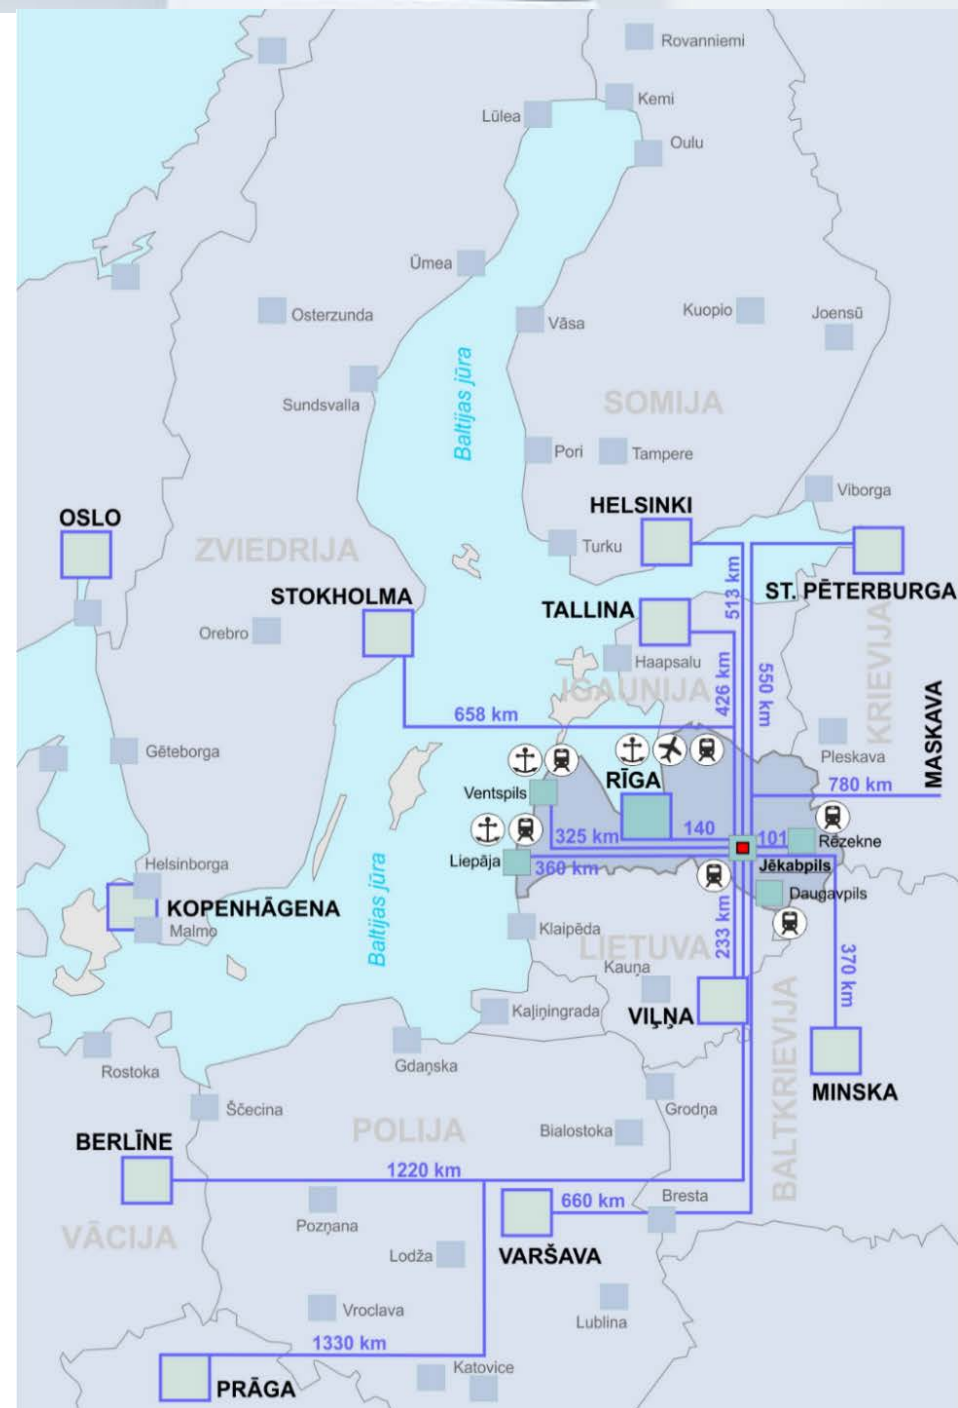 Rovanniemi
Kemi
Lūlea
Oulu
Ūmea
Osterzunda
Vāsa
Kuopio
Joensū
Baltijas jūra
Sundsvalla
SOMIJA
Pori
Tampere
Viborga
HELSINKI
OSLO
ZVIEDRIJA
Turku
513 km
ST. PĒTERBURGA
STOKHOLMA
TALLINA
Orebro
Haapsalu
KRIEVIJA
IGAUNIJA
426 km
550 km
MASKAVA
658 km
Gēteborga
Pleskava
RĪGA
780 km
Ventspils
325 km
140
101
Rēzekne
Liepāja
360 km
Jēkabpils
Helsinborga
Daugavpils
KOPENHĀGENA
Malmo
Baltijas jūra
Klaipēda
LIETUVA
233 km
Kauņa
370 km
Kaļiņingrada
VIĻŅA
Gdaņska
Rostoka
BALTKRIEVIJA
MINSKA
Ščecina
Grodņa
POLIJA
Bialostoka
BERLĪNE
1220 km
660 km
Bresta
Pozņana
VĀCIJA
Lodža
VARŠAVA
Vroclava
Lublina
1330 km
Katovice
PRĀGA